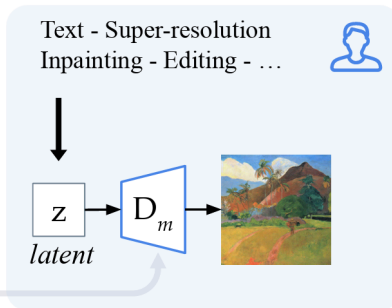 Text - Super-resolution
Inpainting - Editing - …
z
D_m
latent